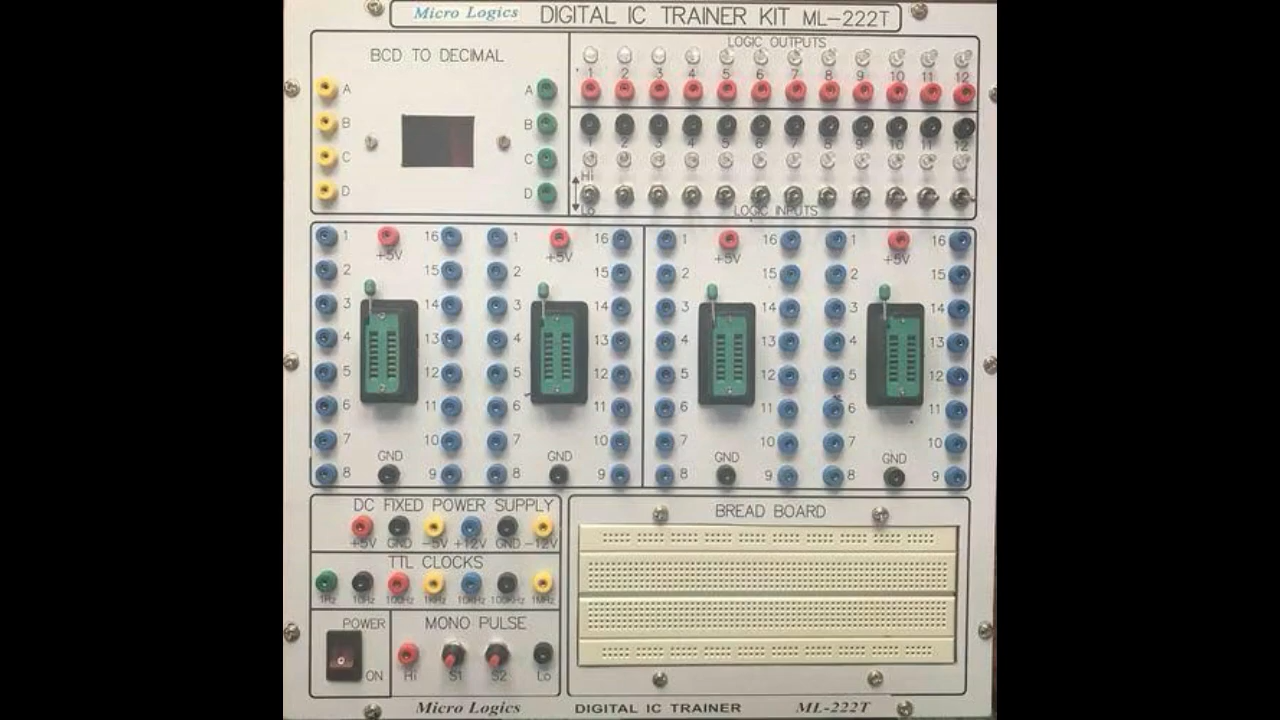 Micro Logics DIGITAL IC TRAINER KIT ML-222T
BCD TO DECIMAL
A A
B B
C C
D D
LOGIC OUTPUTS
1 2 3 4 5 6 7 8 9 10 11 12
1 2 3 4 5 6 7 8 9 10 11 12
Hi
Lo
LOGIC INPUTS
1 16 1 16 1 16 1 16
+5V +5V +5V +5V
2 15 2 15 2 15 2 15
3 14 3 14 3 14 3 14
4 13 4 13 4 13 4 13
5 12 5 12 5 12 5 12
6 11 6 11 6 11 6 11
7 10 7 10 7 10 7 10
GND GND GND GND
8 9 8 9 8 9 8 9
DC FIXED POWER SUPPLY
+5V GND -5V +12V GND -12V
TTL CLOCKS
1Hz 10Hz 100Hz 1KHz 10KHz 100KHz 1MHz
POWER
ON
MONO PULSE
Hi S1 S2 Lo
BREAD BOARD
Micro Logics DIGITAL IC TRAINER ML-222T